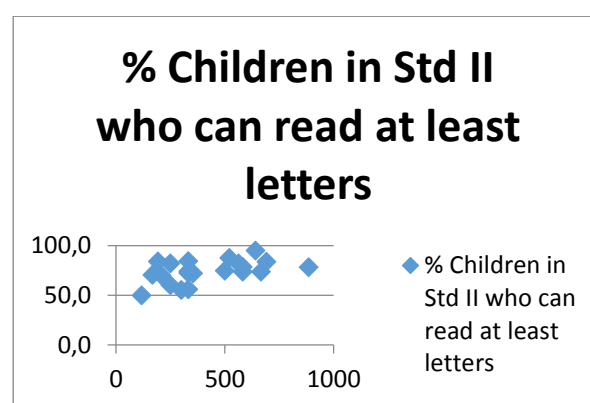 % Children in Std II
who can read at least
letters
100,0
50,0
0,0
0 500 1000
% Children in
Std II who can
read at least
letters